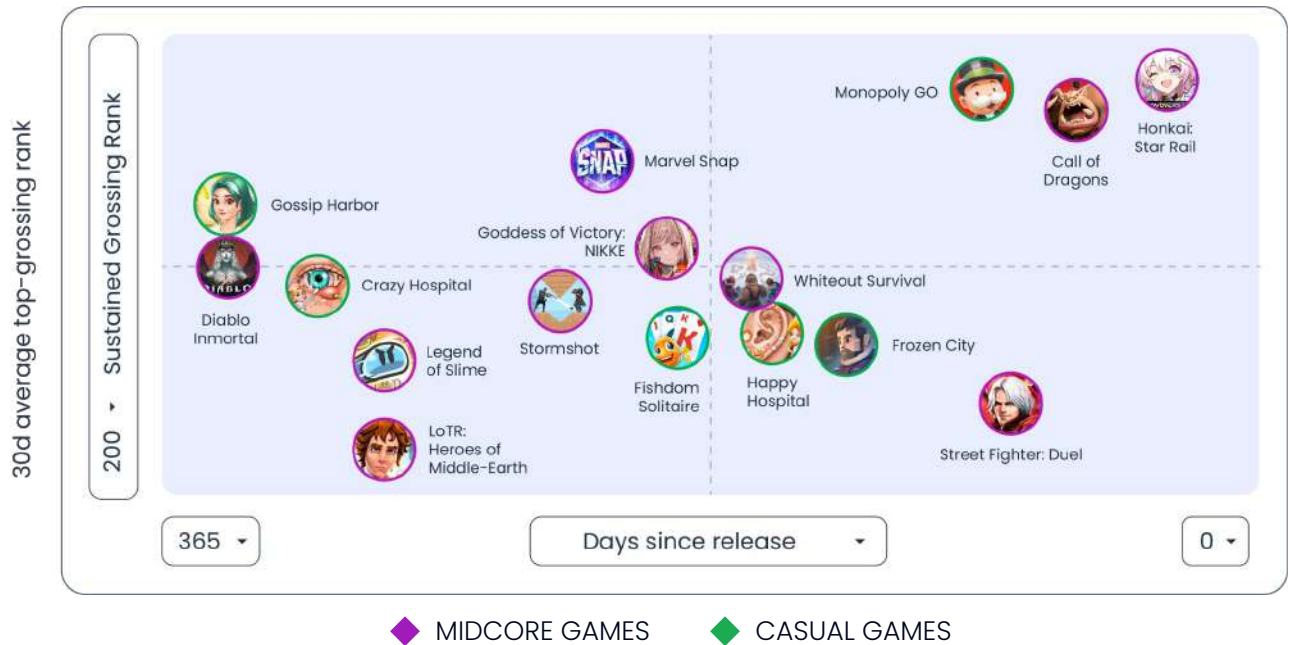 30d average top-grossing rank
200
Sustained Grossing Rank
Monopoly GO
Honkai:
Star Rail
Call of
Dragons
SNAP
Marvel Snap
Gossip Harbor
Goddess of Victory:
NIKKE
DIABLO
Diablo
Inmortal
Crazy Hospital
Whiteout Survival
Stormshot
Legend
of Slime
Fishdom
Solitaire
Happy
Hospital
Frozen City
LoTR:
Heroes of
Middle-Earth
Street Fighter: Duel
365
Days since release
0
MIDCORE GAMES
CASUAL GAMES